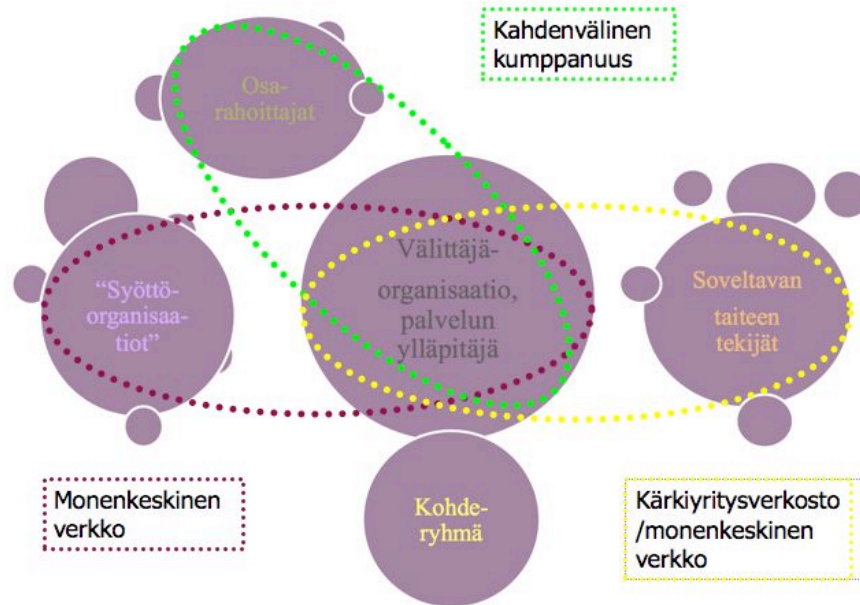 Kahdenvälinen
kumppanuus
Osa-
rahoittajat
Välittäjä-
organisaatio,
palvelun
ylläpitäjä
“Syöttö-
organisaa-
tiot”
Soveltavan
taiteen
tekijät
Monenkeskinen
verkko
Kohde-
ryhmä
Kärkiyritysverkosto
/monenkeskinen
verkko